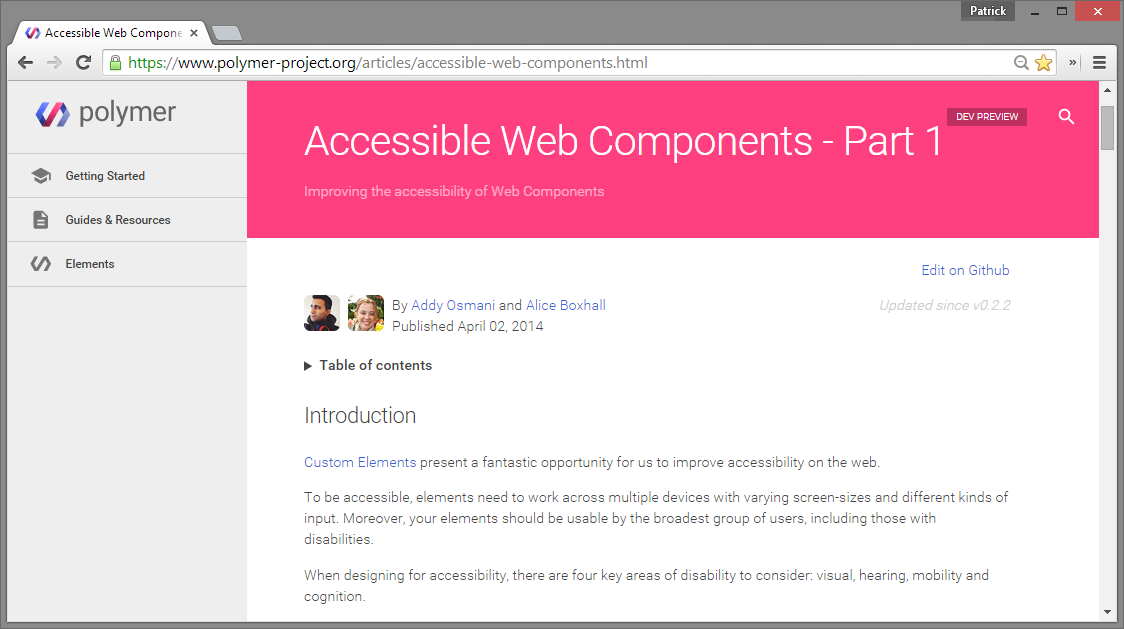 Patrick
Accessible Web Compone
https://www.polymer-project.org/articles/accessible-web-components.html
polymer
Getting Started
Guides & Resources
Elements
DEV PREVIEW
Accessible Web Components - Part 1
Improving the accessibility of Web Components
Edit on Github
By Addy Osmani and Alice Boxhall
Updated since v0.2.2
Published April 02, 2014
Table of contents
Introduction
Custom Elements present a fantastic opportunity for us to improve accessibility on the web.
To be accessible, elements need to work across multiple devices with varying screen-sizes and different kinds of
input. Moreover, your elements should be usable by the broadest group of users, including those with
disabilities.
When designing for accessibility, there are four key areas of disability to consider: visual, hearing, mobility and
cognition.